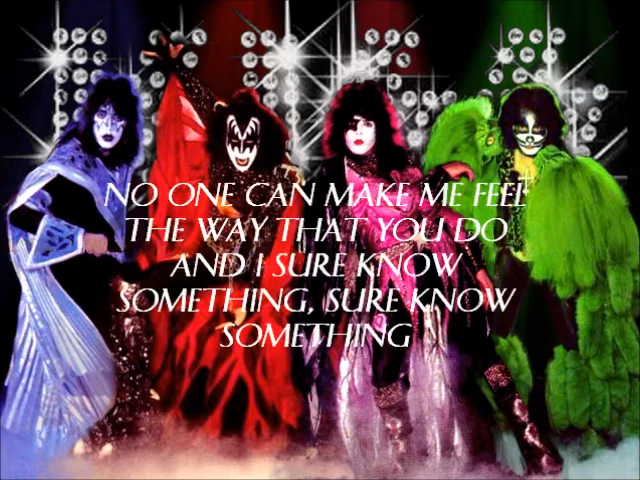 NO ONE CAN MAKE ME FEEL
THE WAY THAT YOU DO
AND I SURE KNOW
SOMETHING, SURE KNOW
SOMETHING